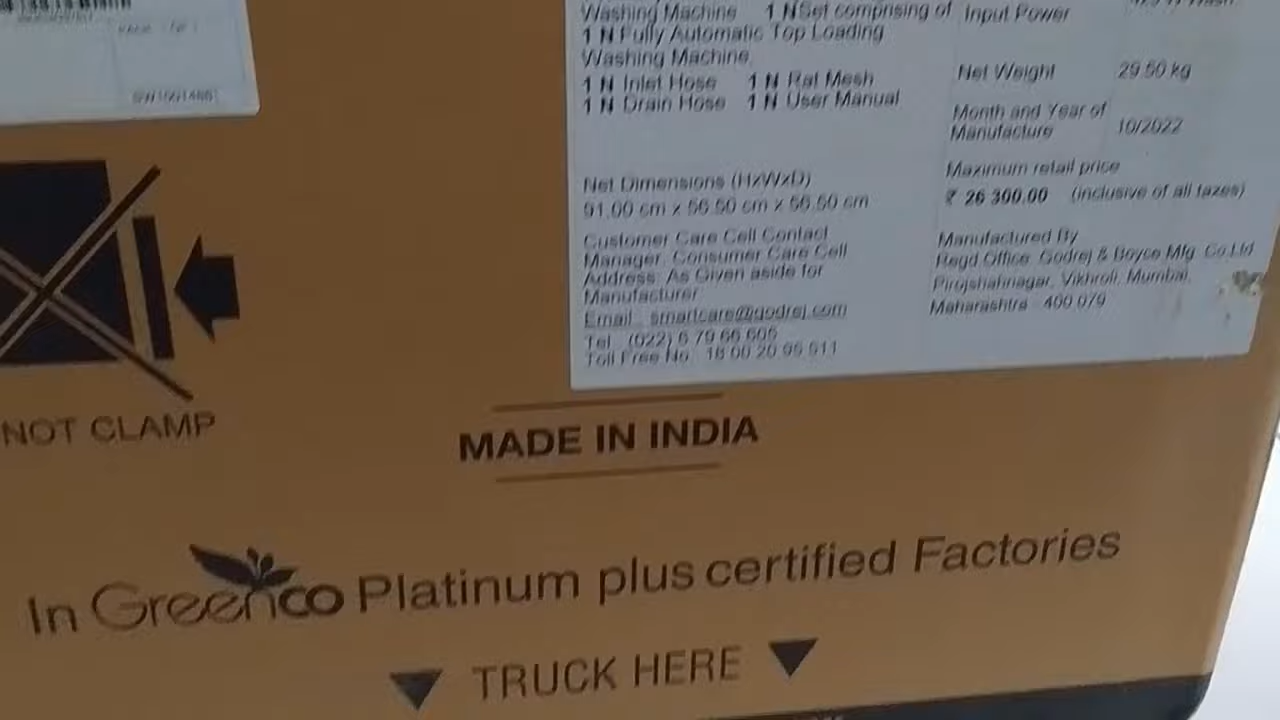 Washing Machine 1 N Set comprising of
1 N Fully Automatic Top Loading
Washing Machine
1 N Inlet Hose 1 N Rat Mesh
1 N Drain Hose 1 N User Manual
Net Dimensions (HxWxD)
91.00 cm x 56.50 cm x 56.50 cm
Customer Care Cell Contact
Manager, Consumer Care Cell
Address: As Given aside for
Manufacturer
Email smartcare@godrej.com
Tel (022) 6 79 66 605
Toll Free No 18 00 20 95 511
Input Power
Wash
Net Weight 29.50 kg
Month and Year of
Manufacture 10/2022
Maximum retail price
₹ 26 300.00 (inclusive of all taxes)
Manufactured By
Regd Office Godrej & Boyce Mfg. Co.Ltd
Pirojshahnagar, Vikhroli, Mumbai,
Maharashtra 400 079
NOT CLAMP
MADE IN INDIA
In Greenco Platinum plus certified Factories
TRUCK HERE